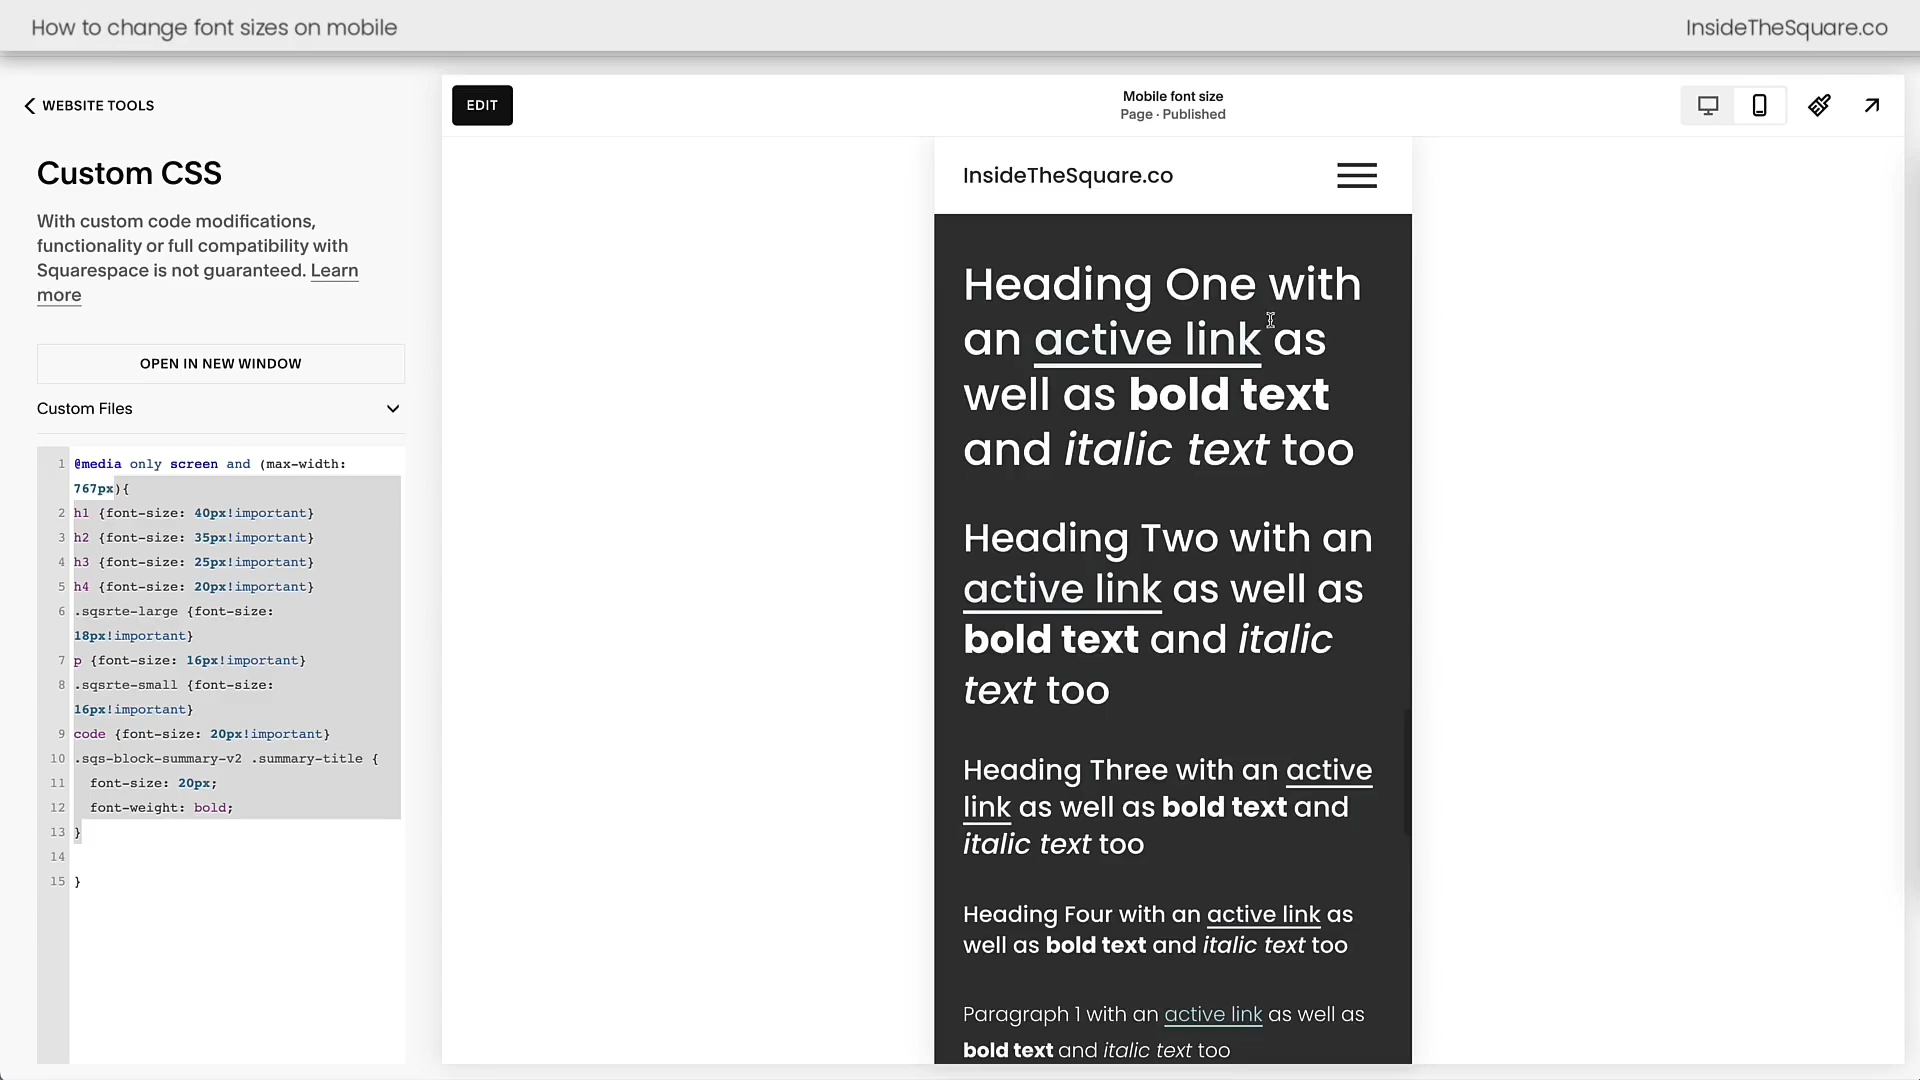 How to change font sizes on mobile
InsideTheSquare.co
WEBSITE TOOLS
Custom CSS
With custom code modifications,
functionality or full compatibility with
Squarespace is not guaranteed. Learn
more
OPEN IN NEW WINDOW
Custom Files
1 @media only screen and (max-width:
767px){
2 h1 {font-size: 40px!important}
3 h2 {font-size: 35px!important}
4 h3 {font-size: 25px!important}
5 h4 {font-size: 20px!important}
6 .sqsrte-large {font-size:
18px!important}
7 p {font-size: 16px!important}
8 .sqsrte-small {font-size:
16px!important}
9 code {font-size: 20px!important}
10 .sqs-block-summary-v2 .summary-title {
11 font-size: 20px;
12 font-weight: bold;
13 }
14
15 }
EDIT
Mobile font size
Page · Published
InsideTheSquare.co
Heading One with
an active link as
well as bold text
and italic text too
Heading Two with an
active link as well as
bold text and italic
text too
Heading Three with an active
link as well as bold text and
italic text too
Heading Four with an active link as
well as bold text and italic text too
Paragraph 1 with an active link as well as
bold text and italic text too